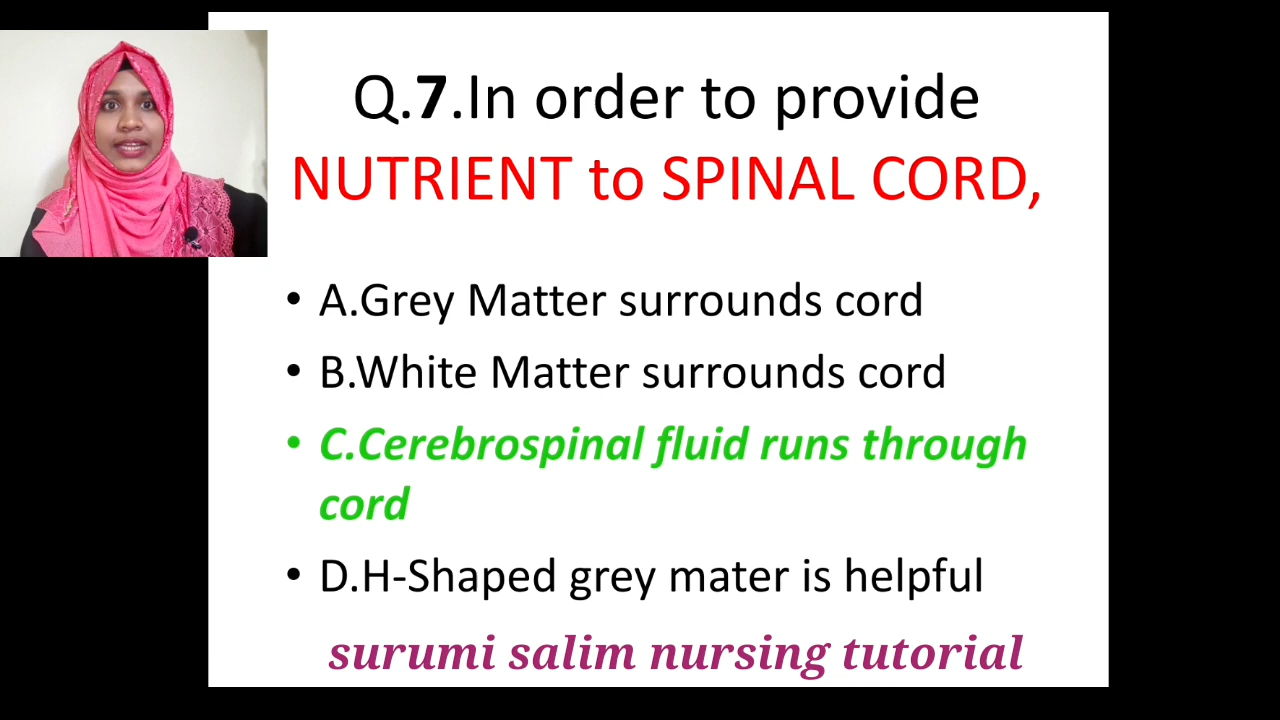 Q.7.In order to provide
NUTRIENT to SPINAL CORD,
• A.Grey Matter surrounds cord
• B.White Matter surrounds cord
• C.Cerebrospinal fluid runs through
cord
• D.H-Shaped grey mater is helpful
surumi salim nursing tutorial